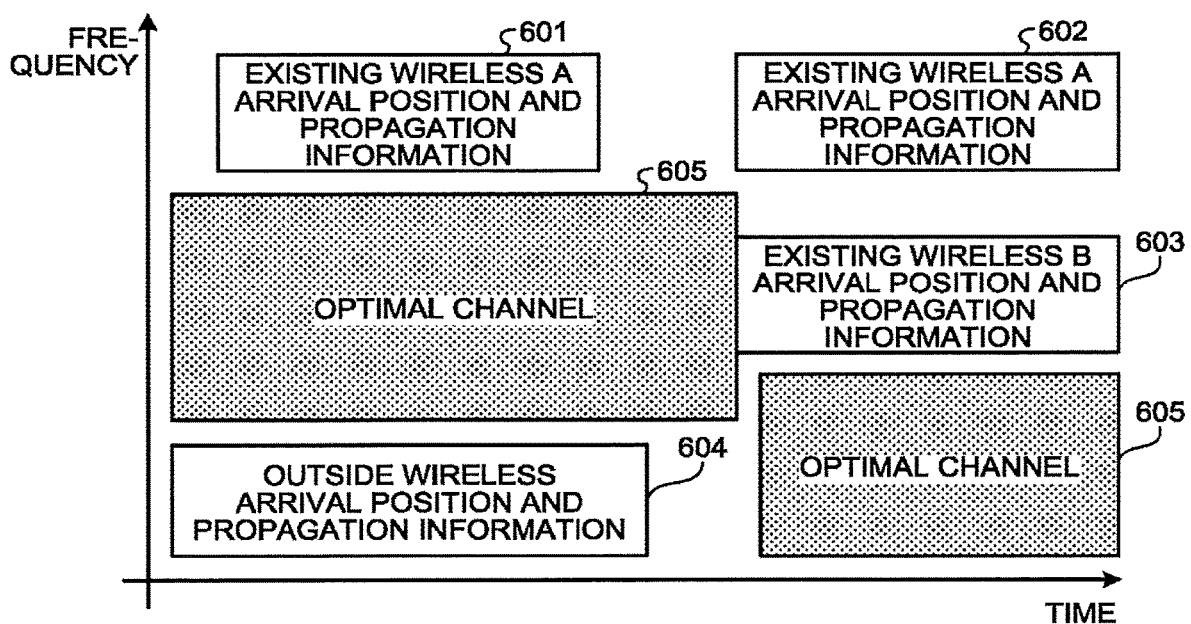 FRE-
QUENCY
601
EXISTING WIRELESS A
ARRIVAL POSITION AND
PROPAGATION
INFORMATION
602
EXISTING WIRELESS A
ARRIVAL POSITION AND
PROPAGATION
INFORMATION
605
OPTIMAL CHANNEL
603
EXISTING WIRELESS B
ARRIVAL POSITION AND
PROPAGATION
INFORMATION
604
OUTSIDE WIRELESS
ARRIVAL POSITION AND
PROPAGATION INFORMATION
605
OPTIMAL CHANNEL
TIME